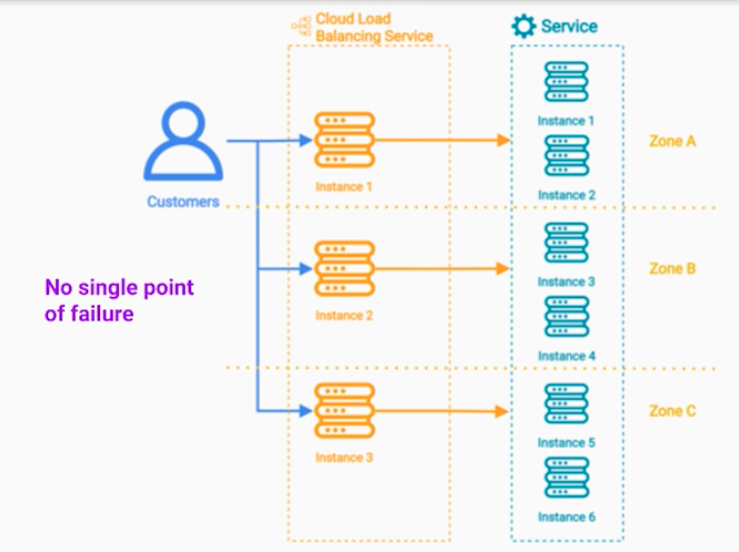 Cloud Load
Balancing Service
Service
Instance 1
Zone A
Instance 1
Instance 2
Customers
Instance 3
Zone B
No single point
of failure
Instance 2
Instance 4
Zone C
Instance 5
Instance 3
Instance 6